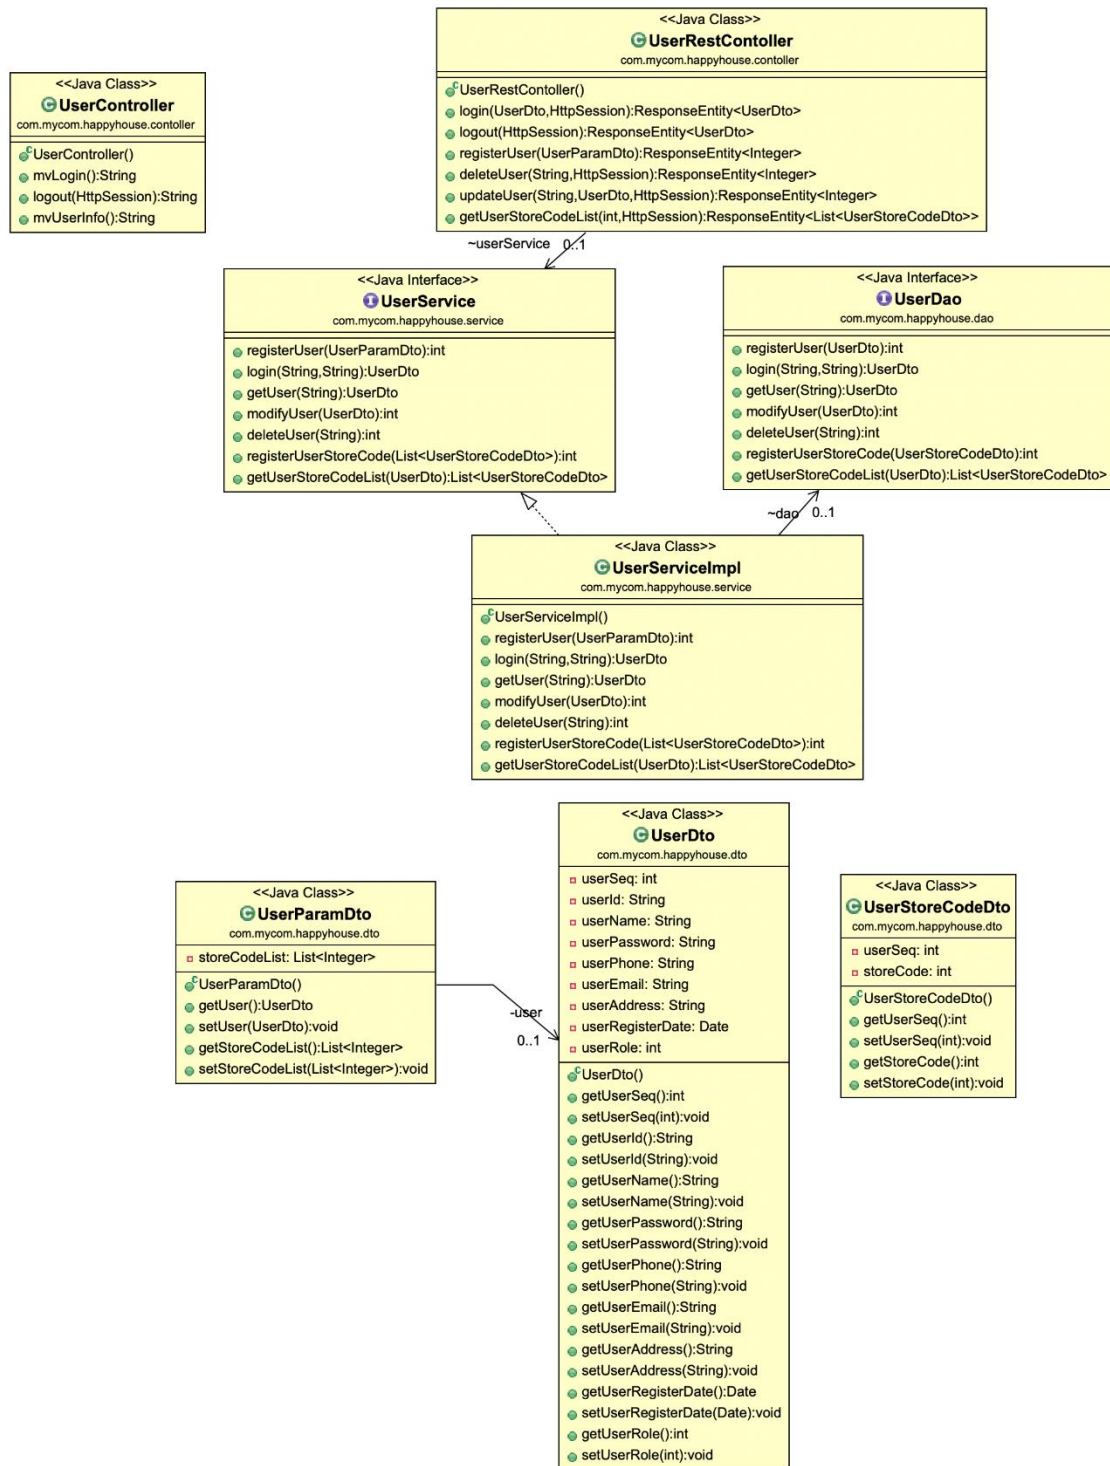 <<Java Class>>
UserRestContoller
com.mycom.happyhouse.contoller
UserRestContoller()
login(UserDto,HttpSession):ResponseEntity<UserDto>
logout(HttpSession):ResponseEntity<UserDto>
registerUser(UserParamDto):ResponseEntity<Integer>
deleteUser(String,HttpSession):ResponseEntity<Integer>
updateUser(String,UserDto,HttpSession):ResponseEntity<Integer>
getUserStoreCodeList(int,HttpSession):ResponseEntity<List<UserStoreCodeDto>>
<<Java Class>>
UserController
com.mycom.happyhouse.contoller
UserController()
mvLogin():String
logout(HttpSession):String
mvUserInfo():String
~userService
0..1
<<Java Interface>>
UserService
com.mycom.happyhouse.service
registerUser(UserParamDto):int
login(String,String):UserDto
getUser(String):UserDto
modifyUser(UserDto):int
deleteUser(String):int
registerUserStoreCode(List<UserStoreCodeDto>):int
getUserStoreCodeList(UserDto):List<UserStoreCodeDto>
<<Java Interface>>
UserDao
com.mycom.happyhouse.dao
registerUser(UserDto):int
login(String,String):UserDto
getUser(String):UserDto
modifyUser(UserDto):int
deleteUser(String):int
registerUserStoreCode(UserStoreCodeDto):int
getUserStoreCodeList(UserDto):List<UserStoreCodeDto>
~dao
0..1
<<Java Class>>
UserServiceImpl
com.mycom.happyhouse.service
UserServiceImpl()
registerUser(UserParamDto):int
login(String,String):UserDto
getUser(String):UserDto
modifyUser(UserDto):int
deleteUser(String):int
registerUserStoreCode(List<UserStoreCodeDto>):int
getUserStoreCodeList(UserDto):List<UserStoreCodeDto>
<<Java Class>>
UserParamDto
com.mycom.happyhouse.dto
storeCodeList: List<Integer>
UserParamDto()
getUser():UserDto
setUser(UserDto):void
getStoreCodeList():List<Integer>
setStoreCodeList(List<Integer>):void
-user
0..1
<<Java Class>>
UserDto
com.mycom.happyhouse.dto
userSeq: int
userId: String
userName: String
userPassword: String
userPhone: String
userEmail: String
userAddress: String
userRegisterDate: Date
userRole: int
UserDto()
getUserSeq():int
setUserSeq(int):void
getUserId():String
setUserId(String):void
getUserName():String
setUserName(String):void
getUserPassword():String
setUserPassword(String):void
getUserPhone():String
setUserPhone(String):void
getUserEmail():String
setUserEmail(String):void
getUserAddress():String
setUserAddress(String):void
getUserRegisterDate():Date
setUserRegisterDate(Date):void
getUserRole():int
setUserRole(int):void
<<Java Class>>
UserStoreCodeDto
com.mycom.happyhouse.dto
userSeq: int
storeCode: int
UserStoreCodeDto()
getUserSeq():int
setUserSeq(int):void
getStoreCode():int
setStoreCode(int):void